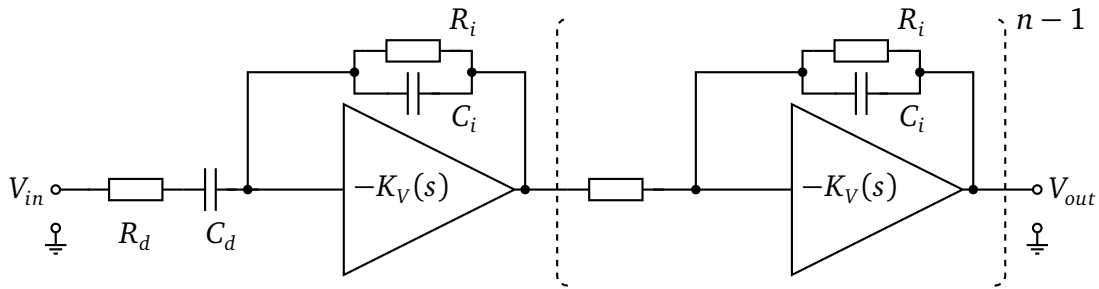 R_i
R_i
n − 1
C_i
C_i
V_in
−K_V(s)
−K_V(s)
V_out
R_d
C_d